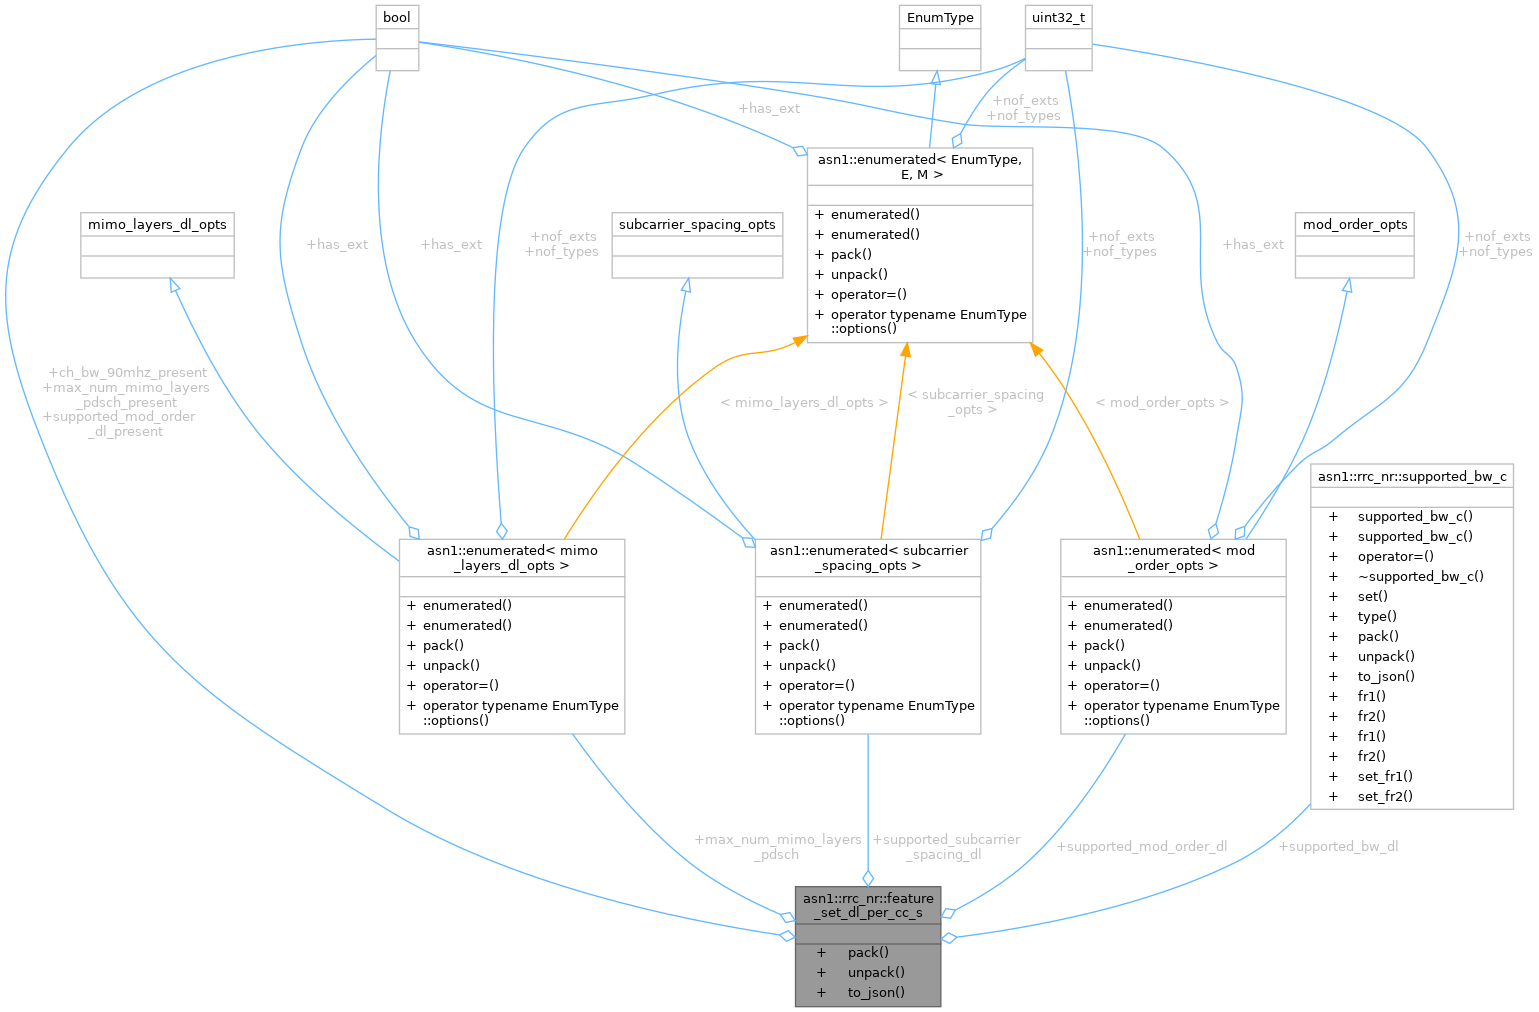 bool
EnumType
uint32_t
+has_ext
+nof_exts
+nof_types
asn1::enumerated< EnumType,
E, M >
+ enumerated()
+ enumerated()
+ pack()
+ unpack()
+ operator=()
+ operator typename EnumType
::options()
mimo_layers_dl_opts
+has_ext
+has_ext
+nof_exts
+nof_types
subcarrier_spacing_opts
+nof_exts
+nof_types
+has_ext
mod_order_opts
+nof_exts
+nof_types
+ch_bw_90mhz_present
+max_num_mimo_layers
_pdsch_present
+supported_mod_order
_dl_present
< mimo_layers_dl_opts >
< subcarrier_spacing
_opts >
< mod_order_opts >
asn1::enumerated< mimo
_layers_dl_opts >
+ enumerated()
+ enumerated()
+ pack()
+ unpack()
+ operator=()
+ operator typename EnumType
::options()
asn1::enumerated< subcarrier
_spacing_opts >
+ enumerated()
+ enumerated()
+ pack()
+ unpack()
+ operator=()
+ operator typename EnumType
::options()
asn1::enumerated< mod
_order_opts >
+ enumerated()
+ enumerated()
+ pack()
+ unpack()
+ operator=()
+ operator typename EnumType
::options()
asn1::rrc_nr::supported_bw_c
+ supported_bw_c()
+ supported_bw_c()
+ operator=()
+ ~supported_bw_c()
+ set()
+ type()
+ pack()
+ unpack()
+ to_json()
+ fr1()
+ fr2()
+ fr1()
+ fr2()
+ set_fr1()
+ set_fr2()
+max_num_mimo_layers
_pdsch
+supported_subcarrier
_spacing_dl
+supported_mod_order_dl
+supported_bw_dl
asn1::rrc_nr::feature
_set_dl_per_cc_s
+ pack()
+ unpack()
+ to_json()